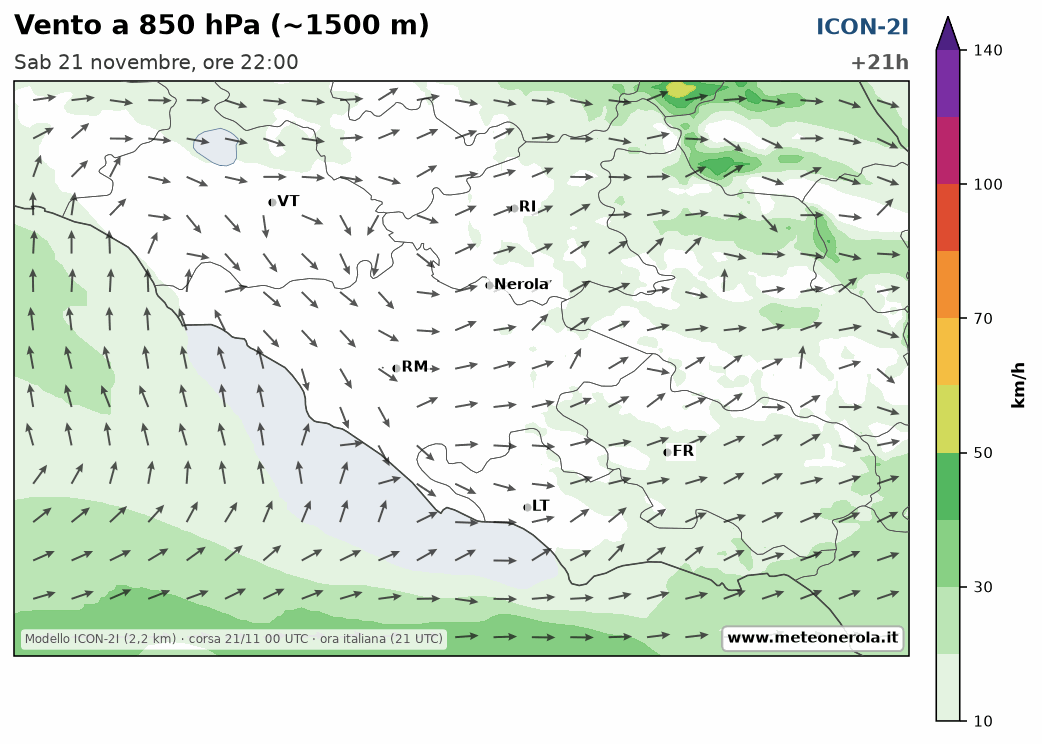 Vento a 850 hPa (~1500 m)
ICON-2I
Sab 21 novembre, ore 22:00
+21h
VT
RI
Nerola
RM
FR
LT
140
100
70
50
30
10
km/h
Modello ICON-2I (2,2 km) · corsa 21/11 00 UTC · ora italiana (21 UTC)
www.meteonerola.it